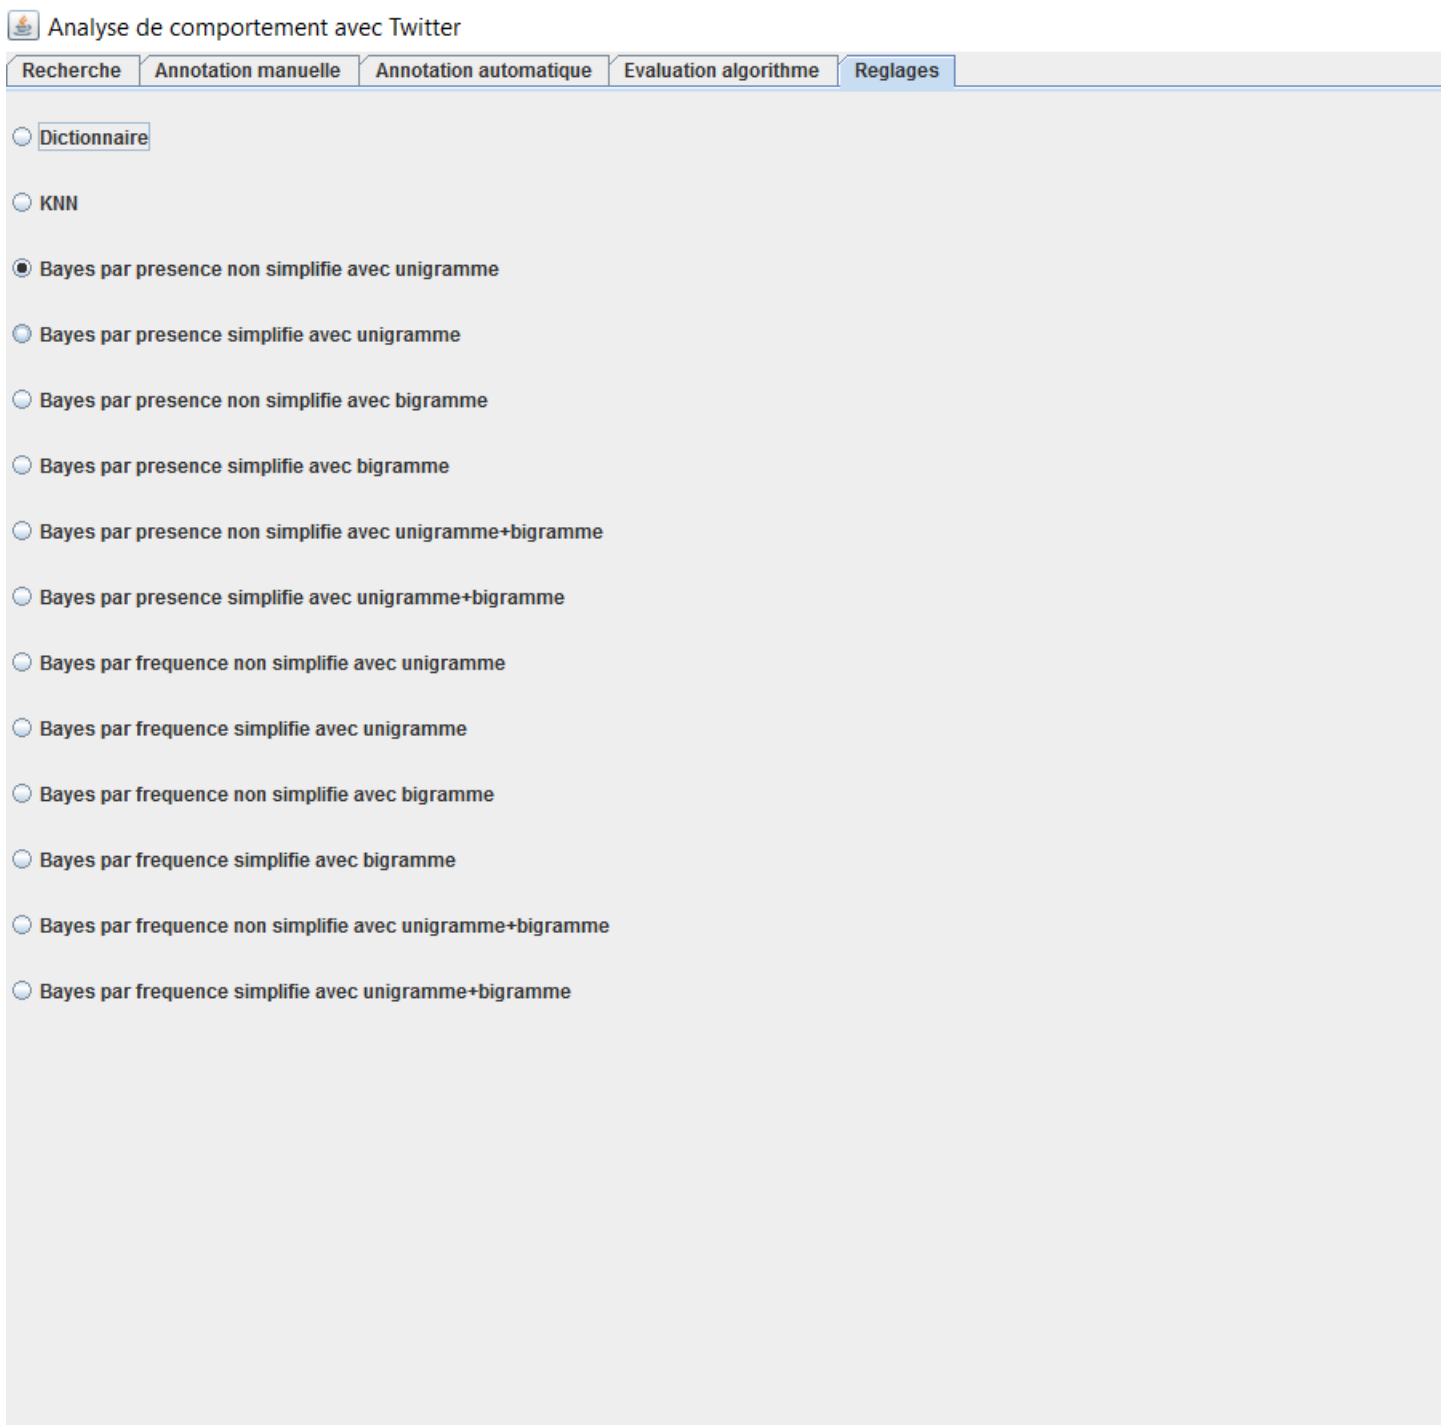 Analyse de comportement avec Twitter
Recherche Annotation manuelle Annotation automatique Evaluation algorithme Reglages
Dictionnaire
KNN
Bayes par presence non simplifie avec unigramme
Bayes par presence simplifie avec unigramme
Bayes par presence non simplifie avec bigramme
Bayes par presence simplifie avec bigramme
Bayes par presence non simplifie avec unigramme+bigramme
Bayes par presence simplifie avec unigramme+bigramme
Bayes par frequence non simplifie avec unigramme
Bayes par frequence simplifie avec unigramme
Bayes par frequence non simplifie avec bigramme
Bayes par frequence simplifie avec bigramme
Bayes par frequence non simplifie avec unigramme+bigramme
Bayes par frequence simplifie avec unigramme+bigramme